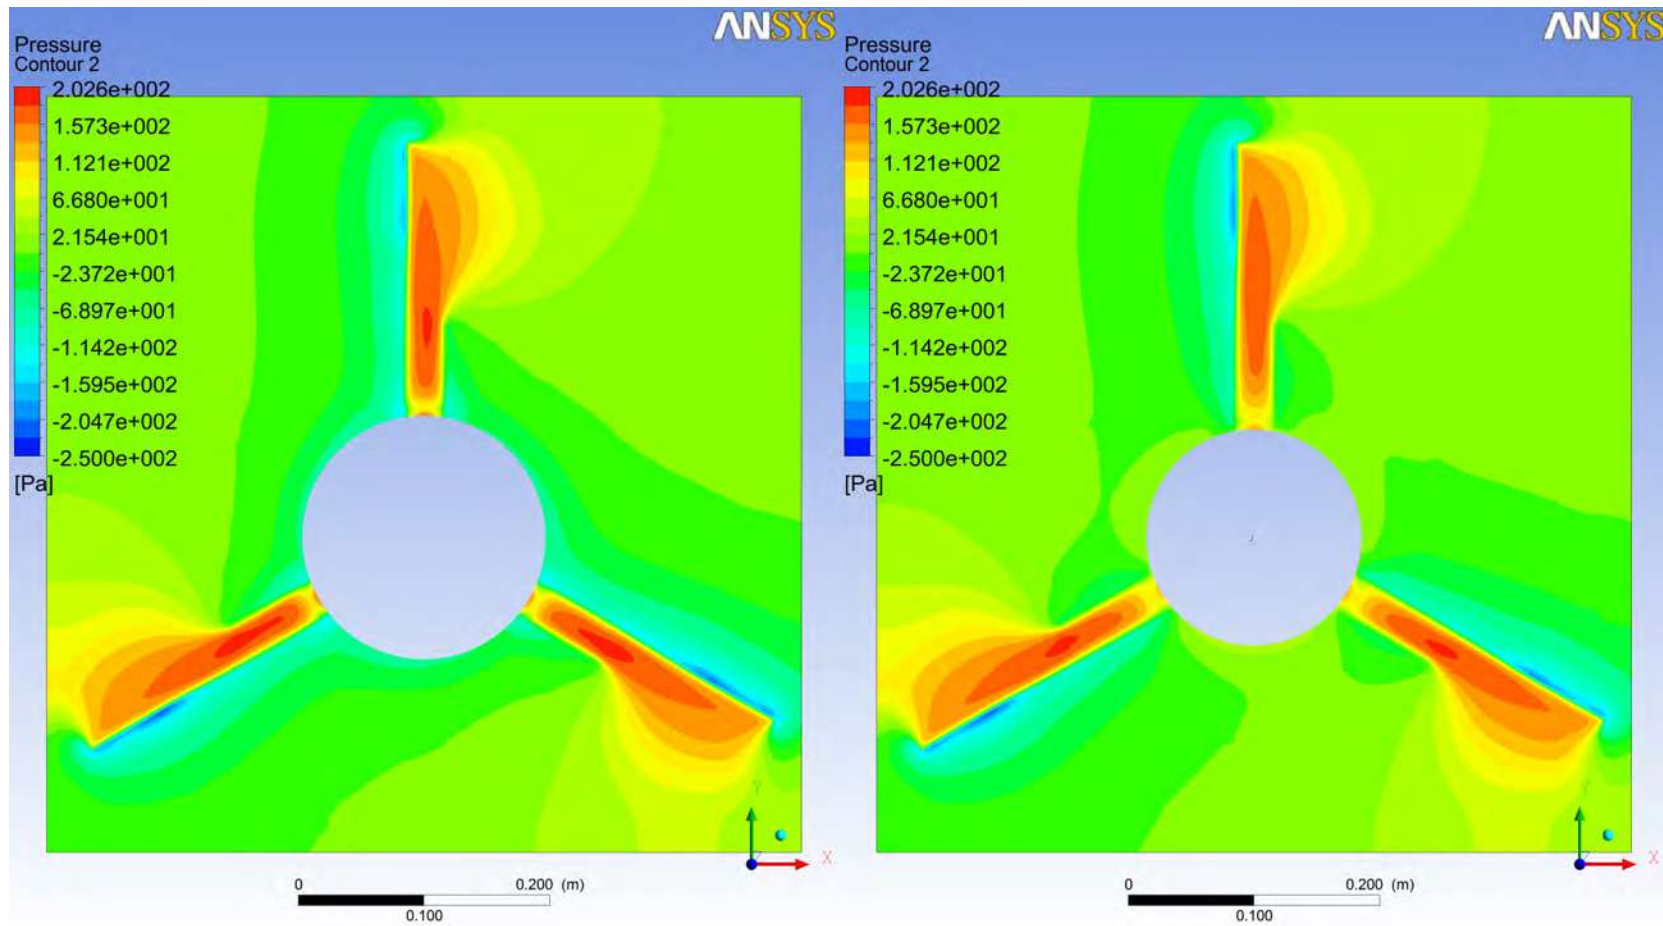 ANSYS
Pressure
Contour 2
2.026e+002
1.573e+002
1.121e+002
6.680e+001
2.154e+001
-2.372e+001
-6.897e+001
-1.142e+002
-1.595e+002
-2.047e+002
-2.500e+002
[Pa]
Y
X
0 0.200 (m)
0.100
ANSYS
Pressure
Contour 2
2.026e+002
1.573e+002
1.121e+002
6.680e+001
2.154e+001
-2.372e+001
-6.897e+001
-1.142e+002
-1.595e+002
-2.047e+002
-2.500e+002
[Pa]
Y
X
0 0.200 (m)
0.100